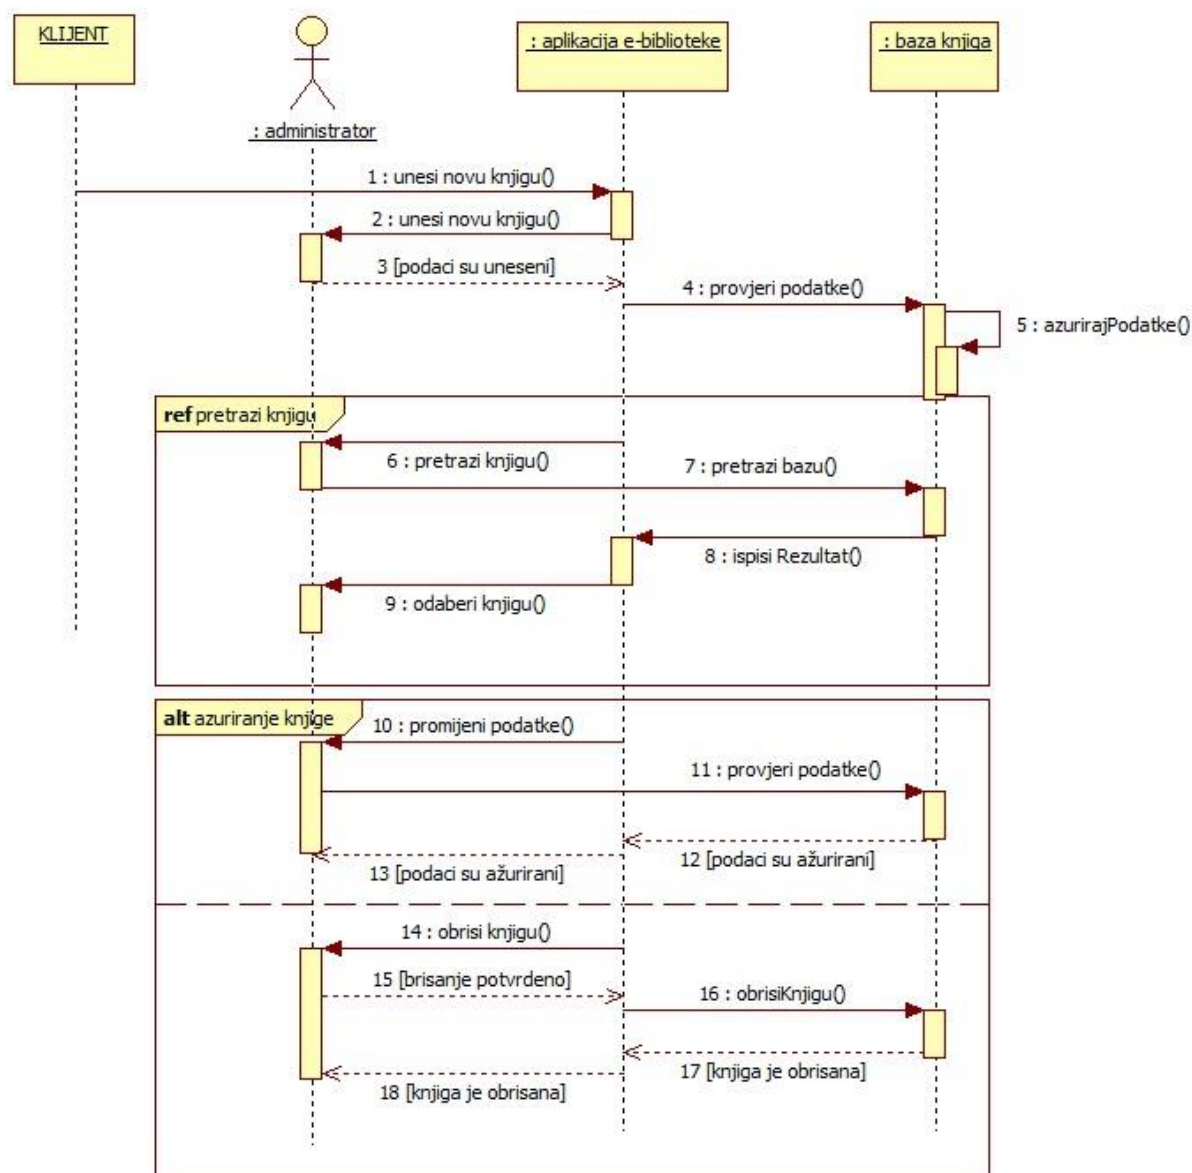 KLIJENT
: administrator
: aplikacija e-biblioteke
: baza knjiga
1 : unesi novu knjigu()
2 : unesi novu knjigu()
3 [podaci su uneseni]
4 : provjeri podatke()
5 : azurirajPodatke()
ref pretrazi knjigu
6 : pretrazi knjigu()
7 : pretrazi bazu()
8 : ispisi Rezultat()
9 : odaberi knjigu()
alt azuriranje knjige
10 : promijeni podatke()
11 : provjeri podatke()
12 [podaci su ažurirani]
13 [podaci su ažurirani]
14 : obrisi knjigu()
15 [brisanje potvrdeno]
16 : obrisiKnjigu()
17 [knjiga je obrisana]
18 [knjiga je obrisana]